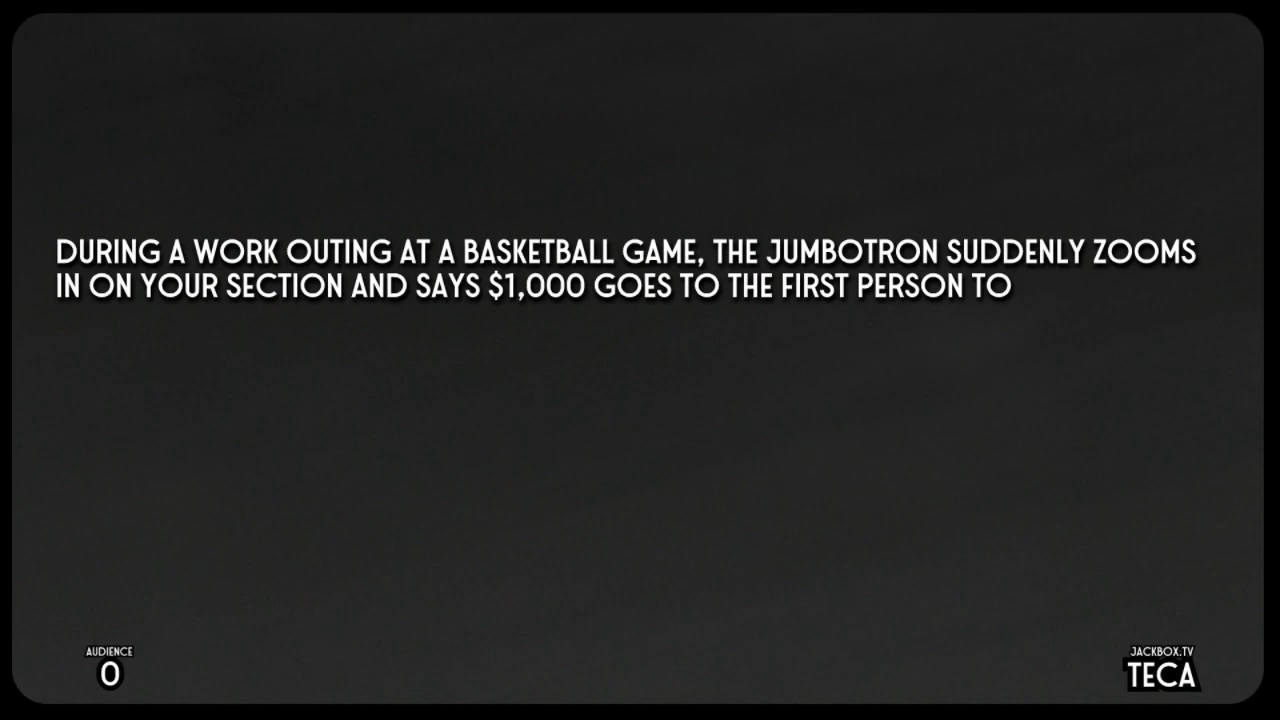 DURING A WORK OUTING AT A BASKETBALL GAME, THE JUMBOTRON SUDDENLY ZOOMS
IN ON YOUR SECTION AND SAYS $1,000 GOES TO THE FIRST PERSON TO
AUDIENCE
0
JACKBOX.TV
TECA